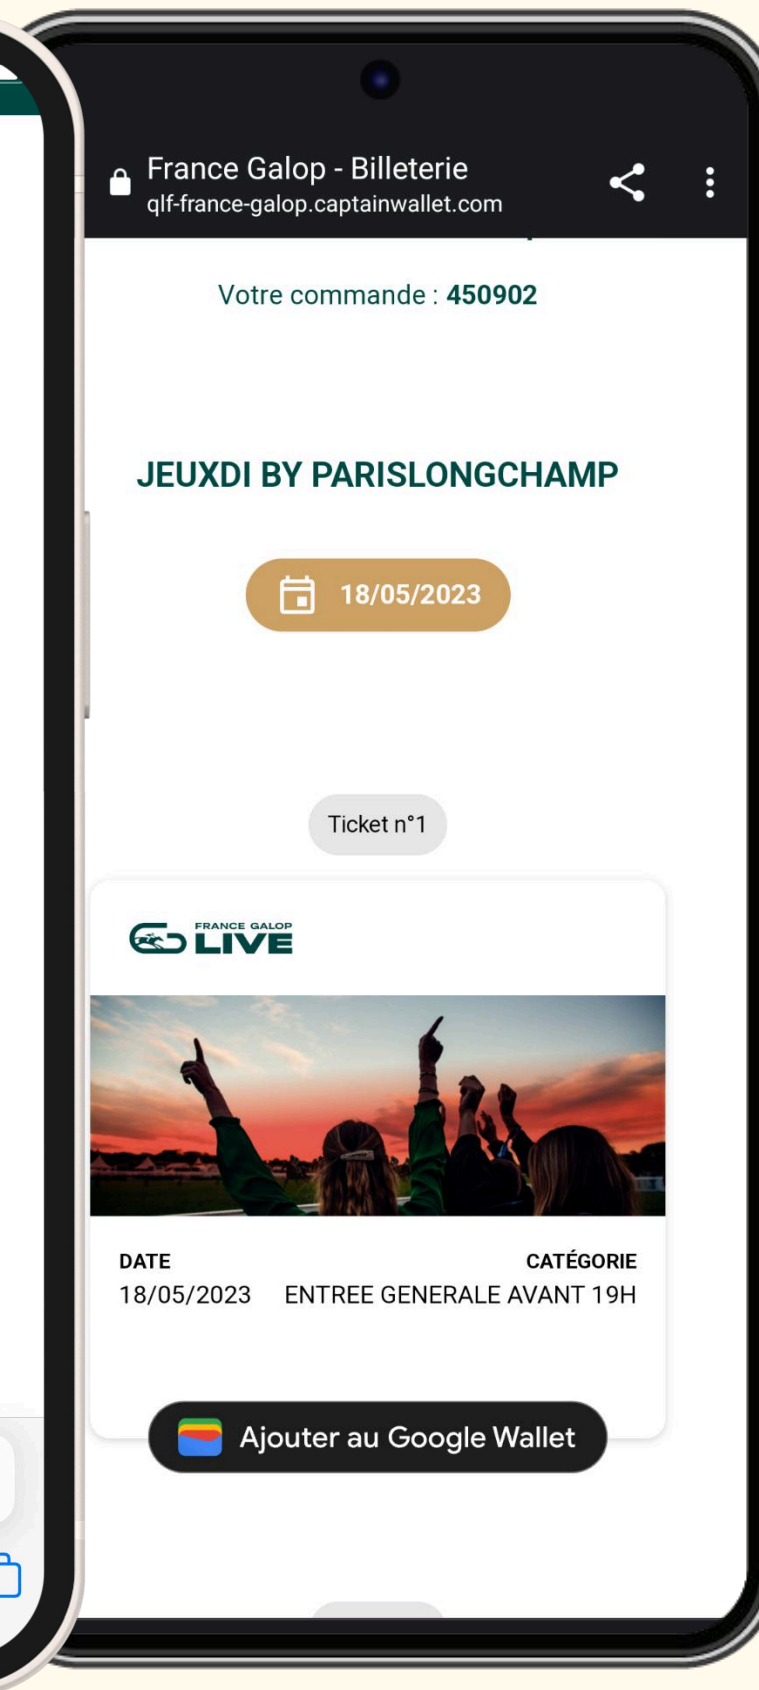 France Galop - Billeterie
qlf-france-galop.captainwallet.com
Votre commande : 450902
JEUXDI BY PARISLONGCHAMP
18/05/2023
Ticket n°1
FRANCE GALOP
LIVE
DATE
CATÉGORIE
18/05/2023
ENTREE GENERALE AVANT 19H
Ajouter au Google Wallet